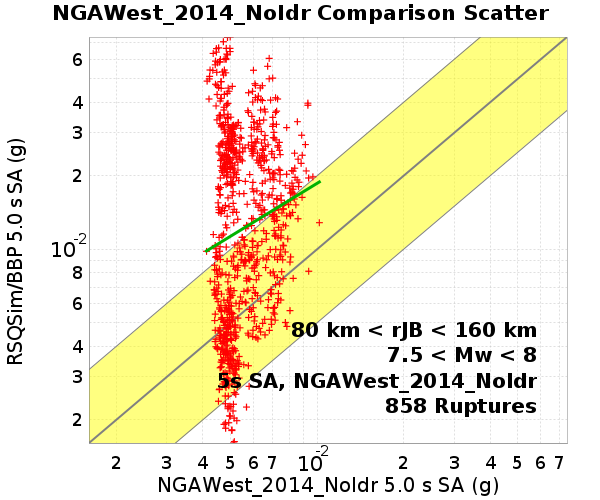 NGAWest_2014_NoIdr Comparison Scatter
RSQSim/BBP 5.0 s SA (g)
6
4
3
2
10-2
8
6
4
3
2
80 km < rJB < 160 km
7.5 < Mw < 8
5s SA, NGAWest_2014_NoIdr
858 Ruptures
2 3 4 5 6 7 10-2 2 3 4 5 6 7
NGAWest_2014_NoIdr 5.0 s SA (g)